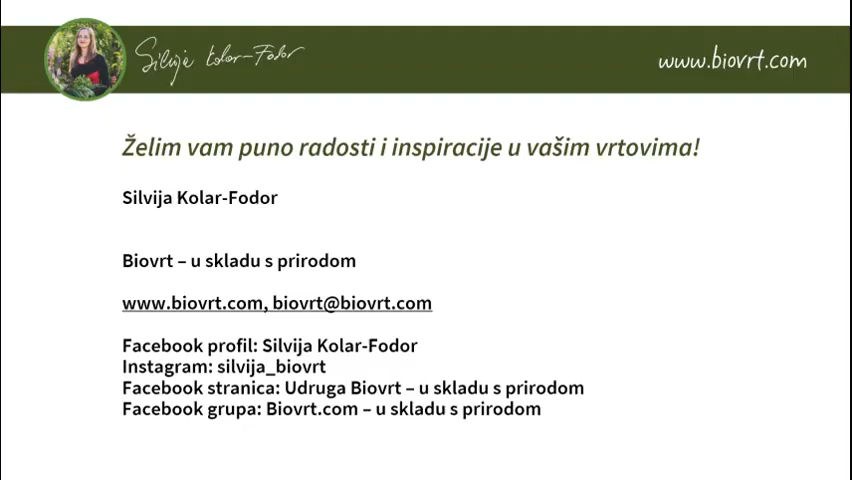 Silvija Kolar-Fodor
www.biovrt.com
Želim vam puno radosti i inspiracije u vašim vrtovima!
Silvija Kolar-Fodor
Biovrt – u skladu s prirodom
www.biovrt.com, biovrt@biovrt.com
Facebook profil: Silvija Kolar-Fodor
Instagram: silvija_biovrt
Facebook stranica: Udruga Biovrt – u skladu s prirodom
Facebook grupa: Biovrt.com – u skladu s prirodom